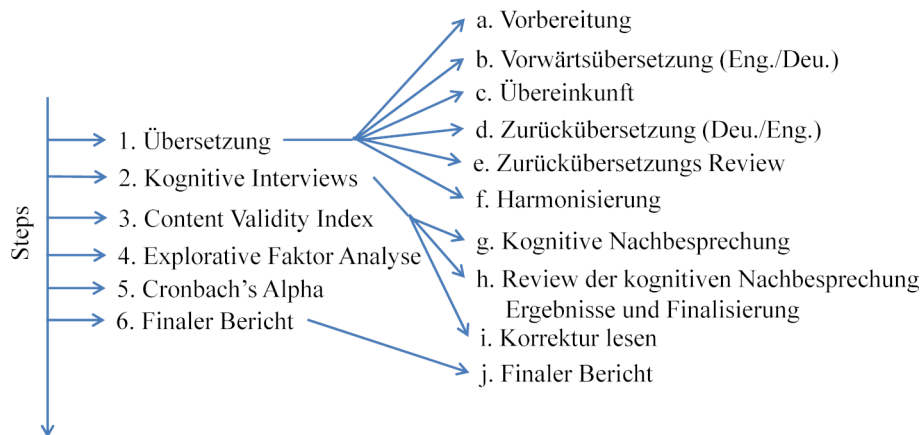 Steps
1. Übersetzung
2. Kognitive Interviews
3. Content Validity Index
4. Explorative Faktor Analyse
5. Cronbach's Alpha
6. Finaler Bericht
a. Vorbereitung
b. Vorwärtsübersetzung (Eng./Deu.)
c. Übereinkunft
d. Zurückübersetzung (Deu./Eng.)
e. Zurückübersetzungs Review
f. Harmonisierung
g. Kognitive Nachbesprechung
h. Review der kognitiven Nachbesprechung
Ergebnisse und Finalisierung
i. Korrektur lesen
j. Finaler Bericht